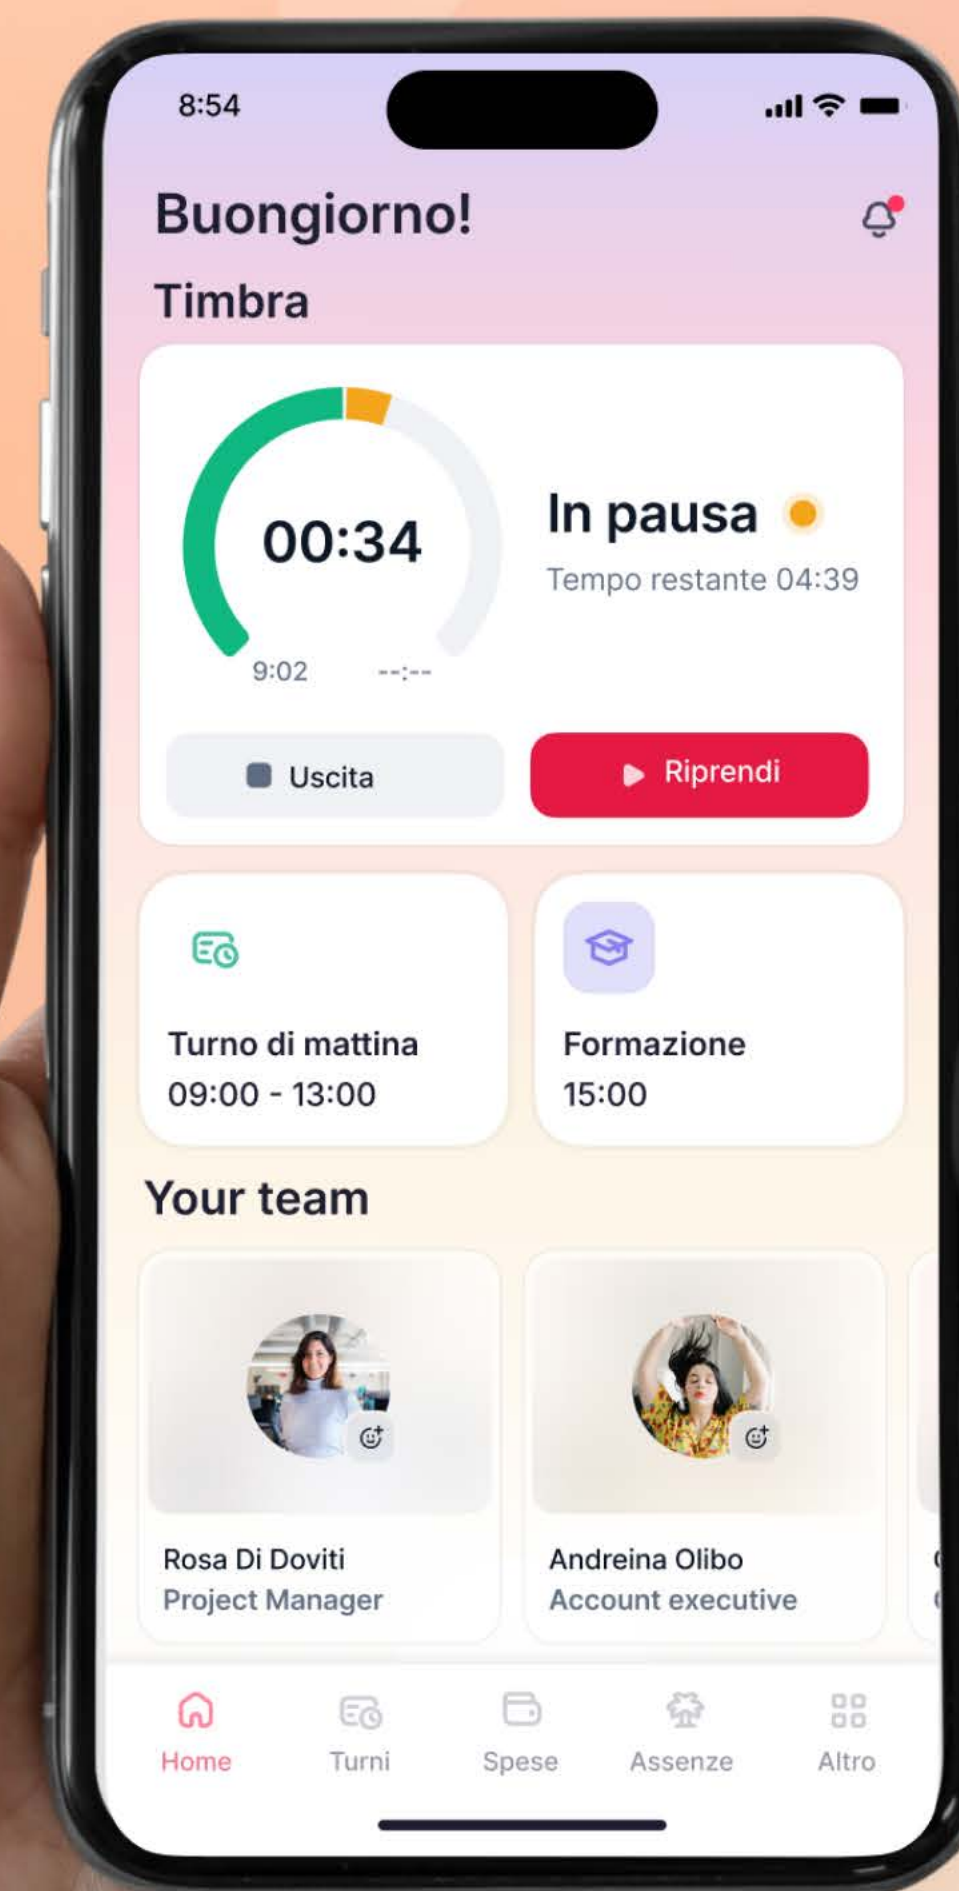 8:54
Buongiorno!
Timbra
00:34
In pausa
Tempo restante 04:39
9:02 --:--
Uscita
Riprendi
Turno di mattina
09:00 - 13:00
Formazione
15:00
Your team
Rosa Di Doviti
Project Manager
Andreina Olibo
Account executive
Home
Turni
Spese
Assenze
Altro